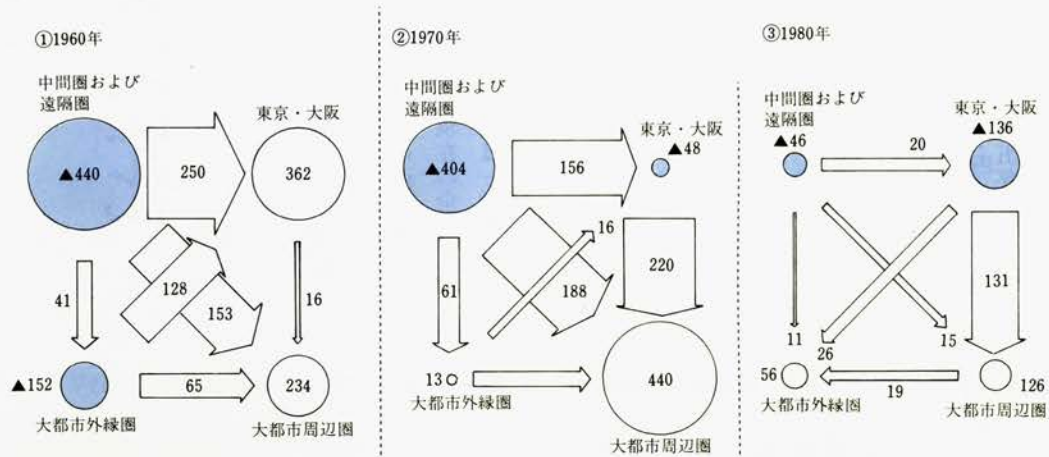 ①1960年
中間圏および
遠隔圏
東京・大阪
▲440
250
362
41
128
153
16
▲152
65
234
大都市外縁圏
大都市周辺圏
②1970年
中間圏および
遠隔圏
東京・大阪
▲48
▲404
156
16
61
188
220
13
440
大都市外縁圏
大都市周辺圏
③1980年
中間圏および
遠隔圏
東京・大阪
▲46
20
▲136
131
11
26
15
56
19
126
大都市外縁圏
大都市周辺圏